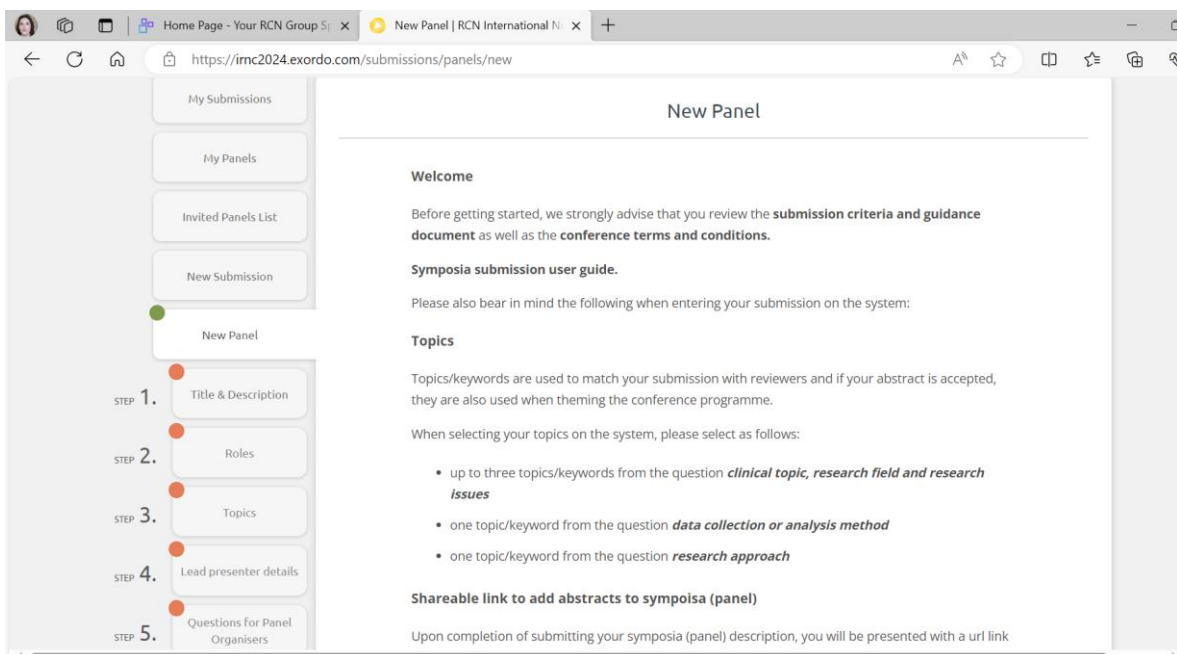 Home Page - Your RCN Group Sp
New Panel | RCN International N
https://irnc2024.exordo.com/submissions/panels/new
My Submissions
My Panels
Invited Panels List
New Submission
New Panel
STEP 1. Title & Description
STEP 2. Roles
STEP 3. Topics
STEP 4. Lead presenter details
STEP 5. Questions for Panel
Organisers
New Panel
Welcome
Before getting started, we strongly advise that you review the submission criteria and guidance
document as well as the conference terms and conditions.
Symposia submission user guide.
Please also bear in mind the following when entering your submission on the system:
Topics
Topics/keywords are used to match your submission with reviewers and if your abstract is accepted,
they are also used when theming the conference programme.
When selecting your topics on the system, please select as follows:
• up to three topics/keywords from the question clinical topic, research field and research
issues
• one topic/keyword from the question data collection or analysis method
• one topic/keyword from the question research approach
Shareable link to add abstracts to sympoisa (panel)
Upon completion of submitting your symposia (panel) description, you will be presented with a url link